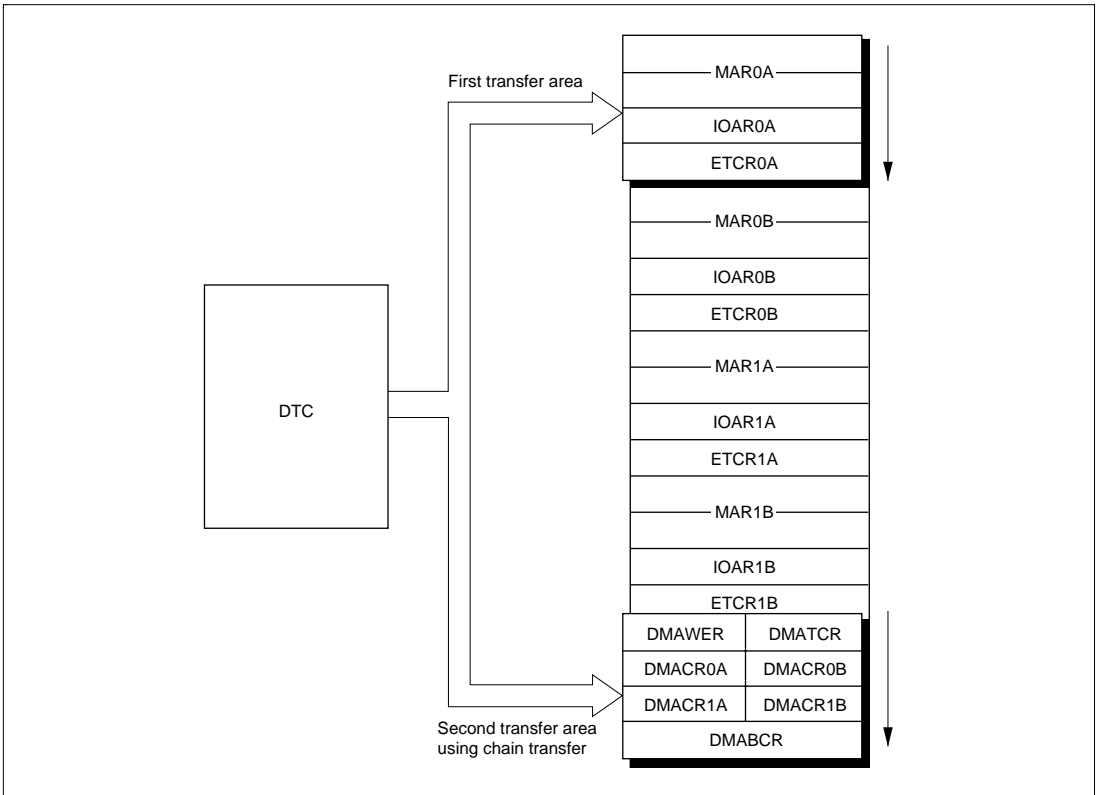 First transfer area
MAR0A
IOAR0A
ETCR0A
MAR0B
IOAR0B
ETCR0B
MAR1A
DTC
IOAR1A
ETCR1A
MAR1B
IOAR1B
ETCR1B
DMAWER DMATCR
DMACR0A DMACR0B
DMACR1A DMACR1B
Second transfer area
using chain transfer
DMABCR